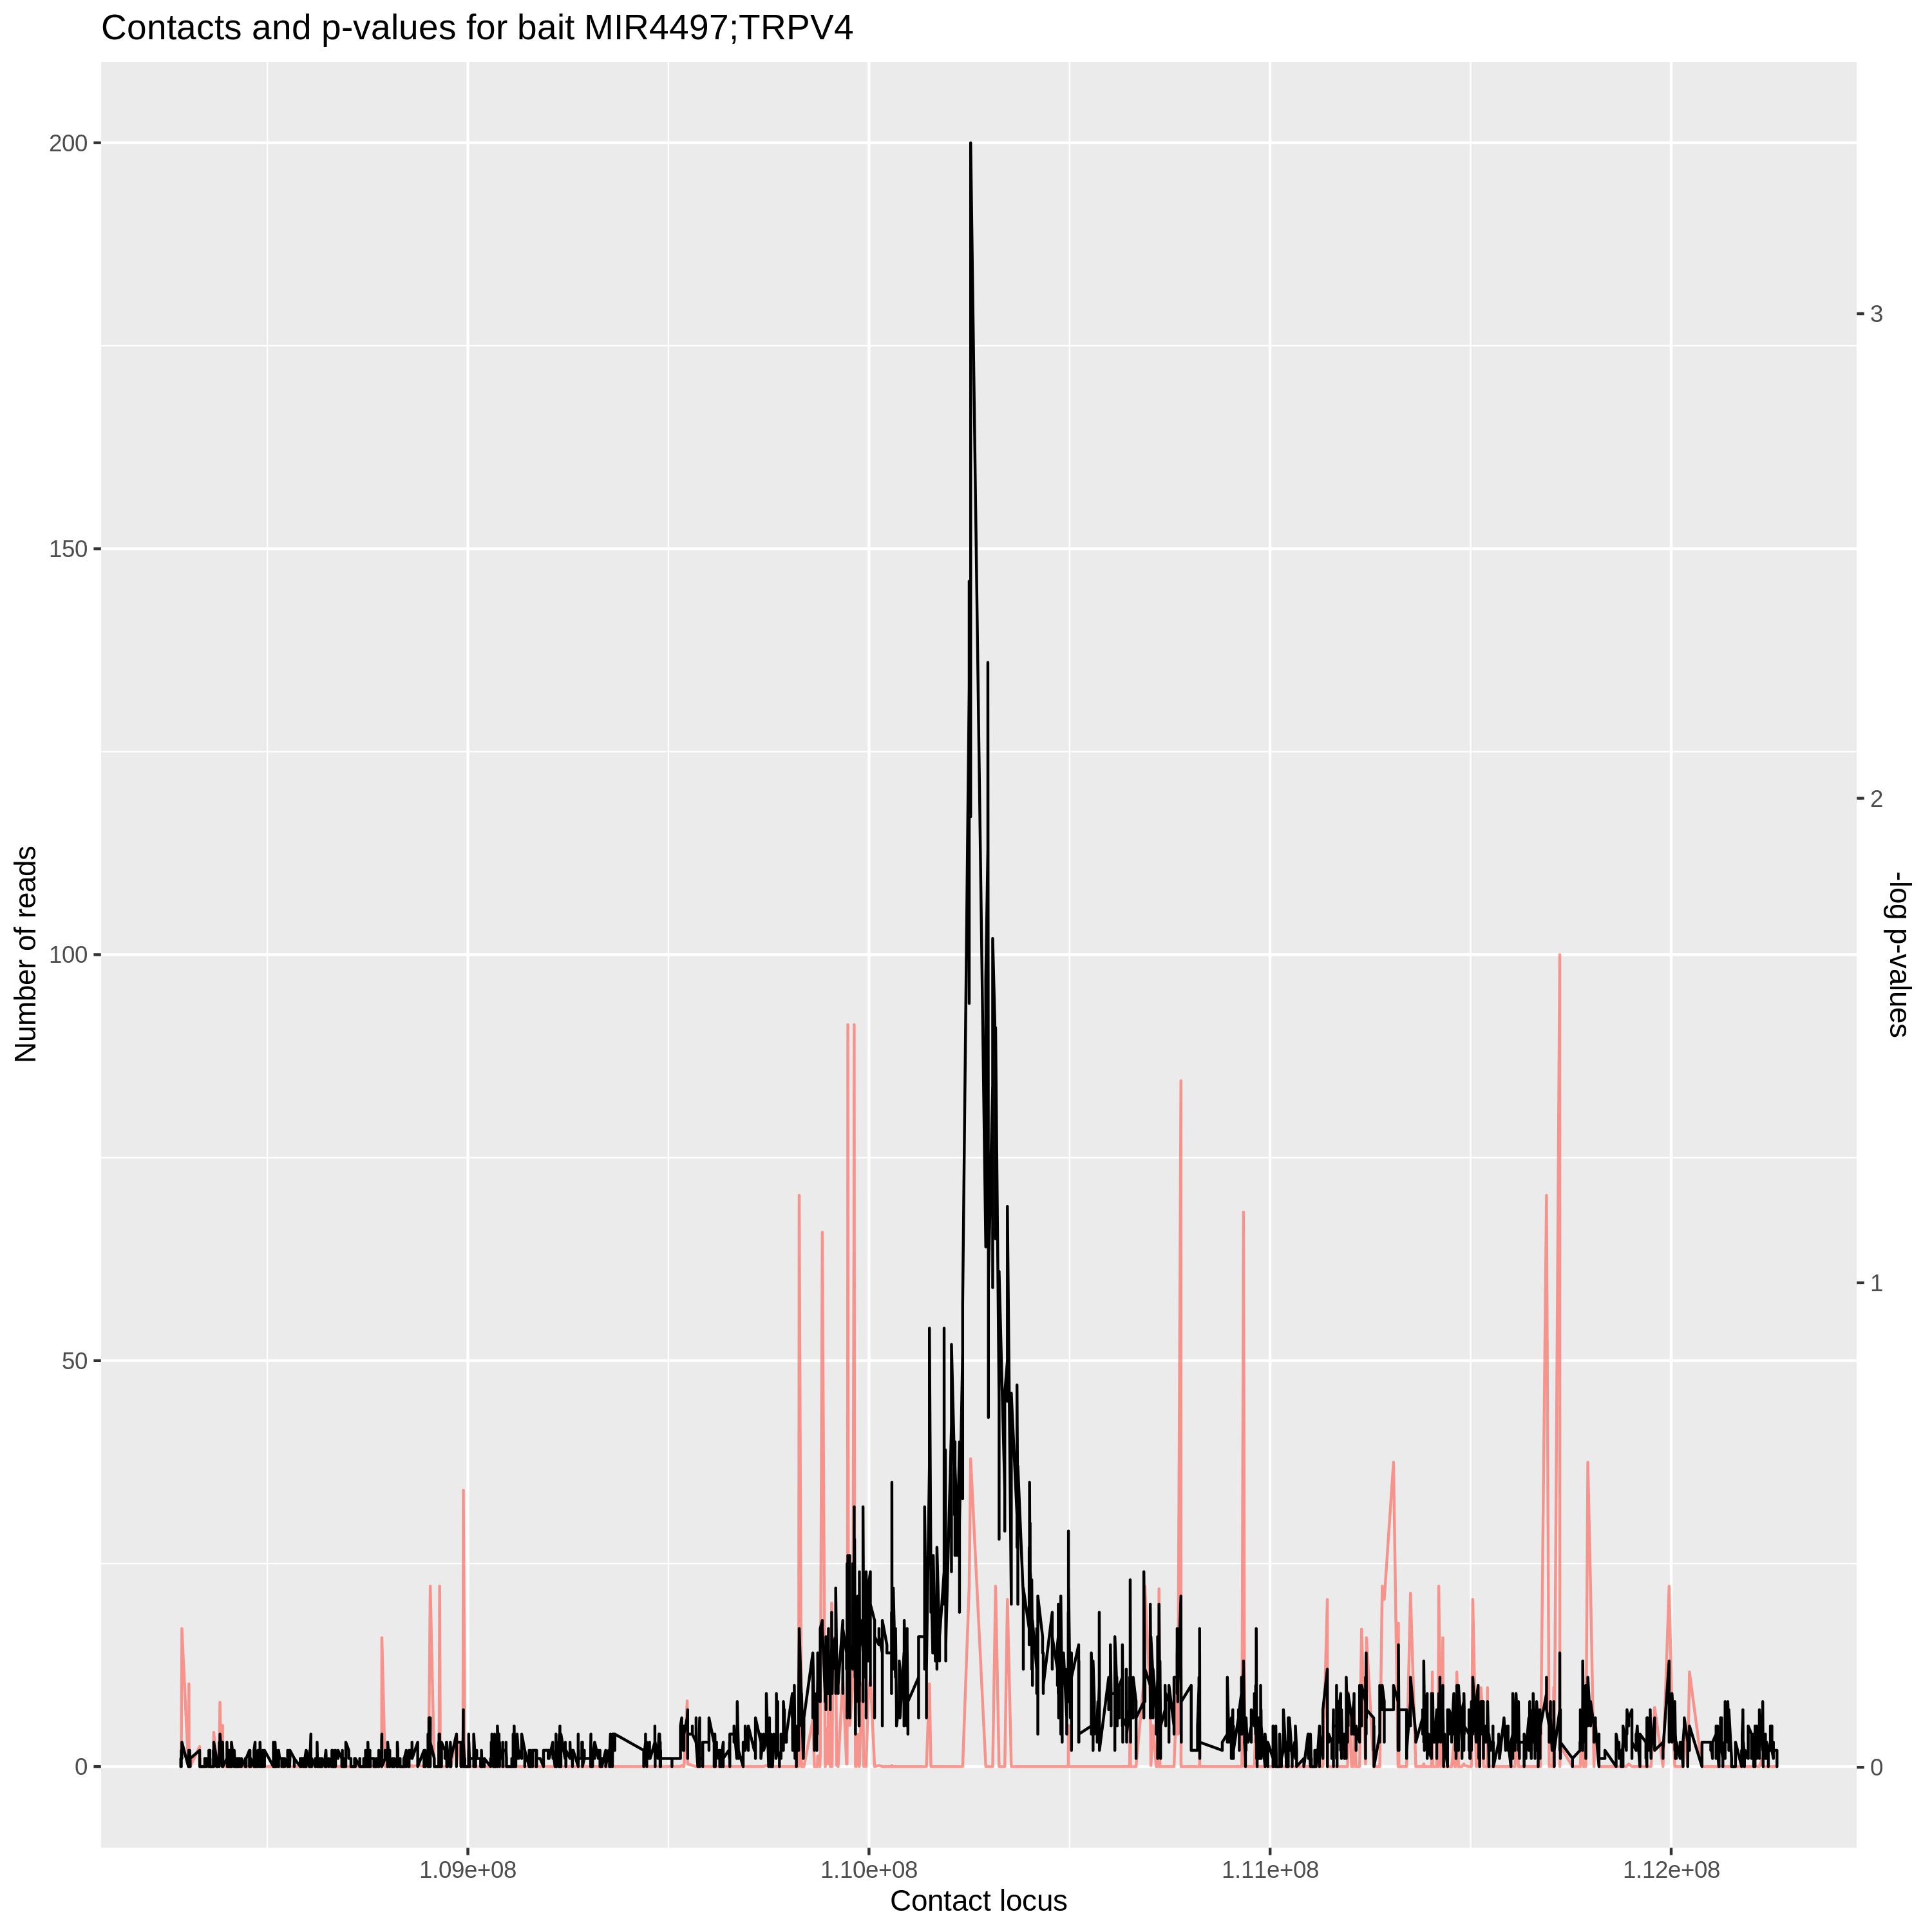 Contacts and p-values for bait MIR4497;TRPV4
200
150
100
50
0
Number of reads
3
2
1
0
-log p-values
1.09e+08
1.10e+08
1.11e+08
1.12e+08
Contact locus